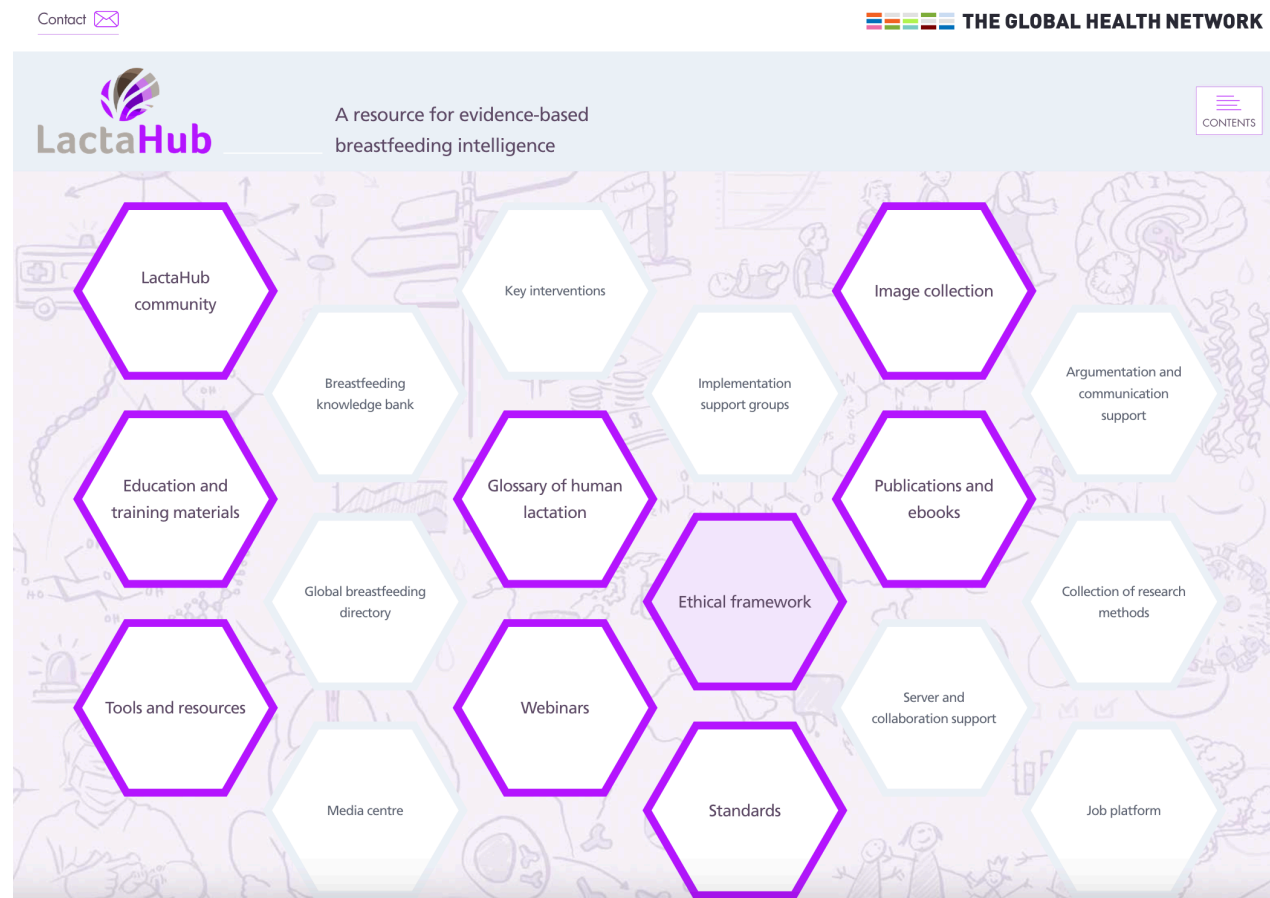 Contact
THE GLOBAL HEALTH NETWORK
LactaHub
A resource for evidence-based
breastfeeding intelligence
CONTENTS
LactaHub
community
Key interventions
Image collection
Breastfeeding
knowledge bank
Implementation
support groups
Argumentation and
communication
support
Education and
training materials
Glossary of human
lactation
Publications and
ebooks
Global breastfeeding
directory
Ethical framework
Collection of research
methods
Tools and resources
Webinars
Server and
collaboration support
Media centre
Standards
Job platform